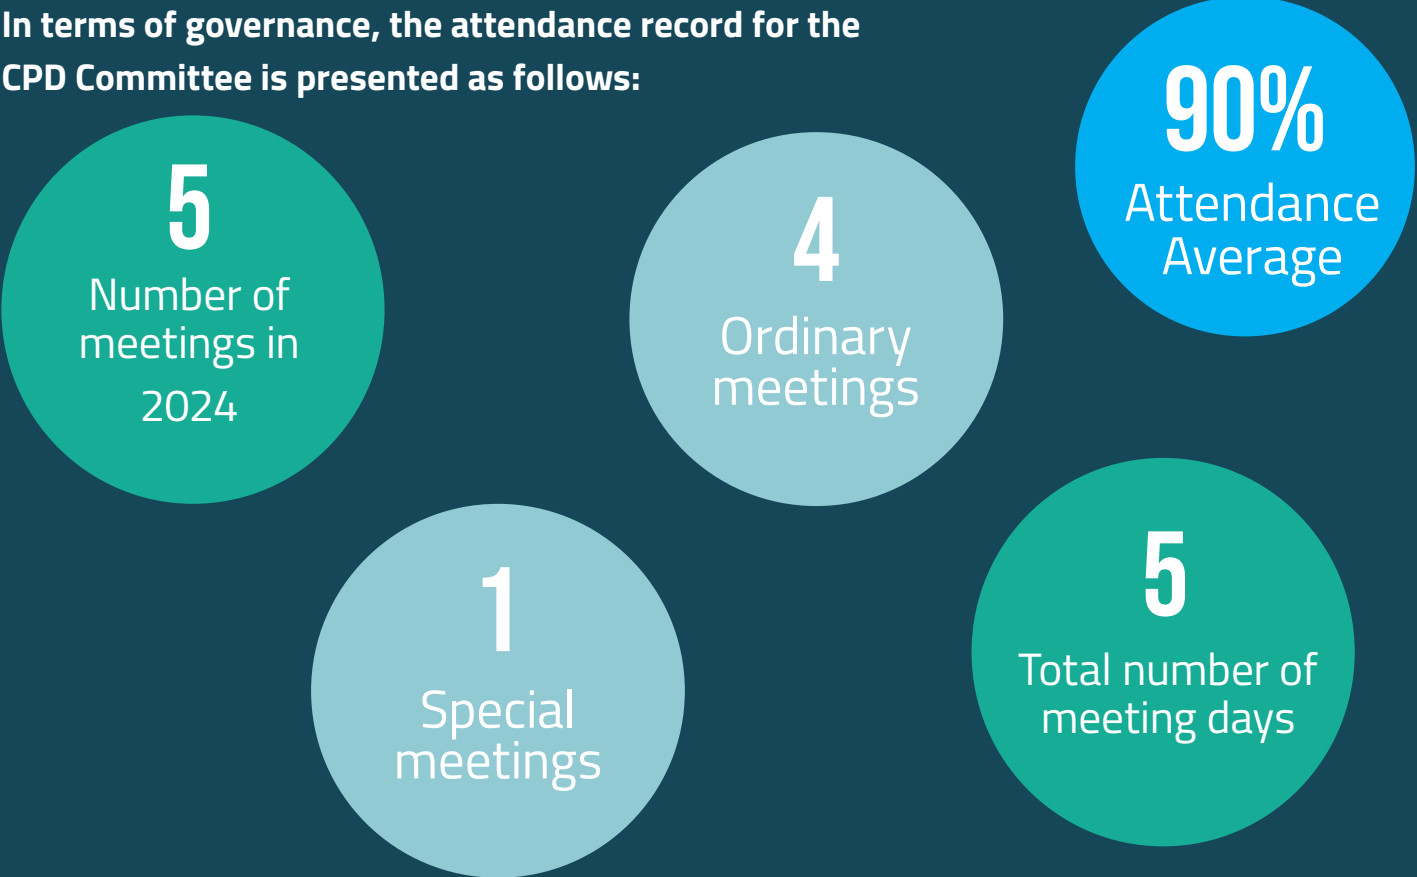 In terms of governance, the attendance record for the
CPD Committee is presented as follows:
5
Number of
meetings in
2024
4
Ordinary
meetings
90%
Attendance
Average
1
Special
meetings
5
Total number of
meeting days